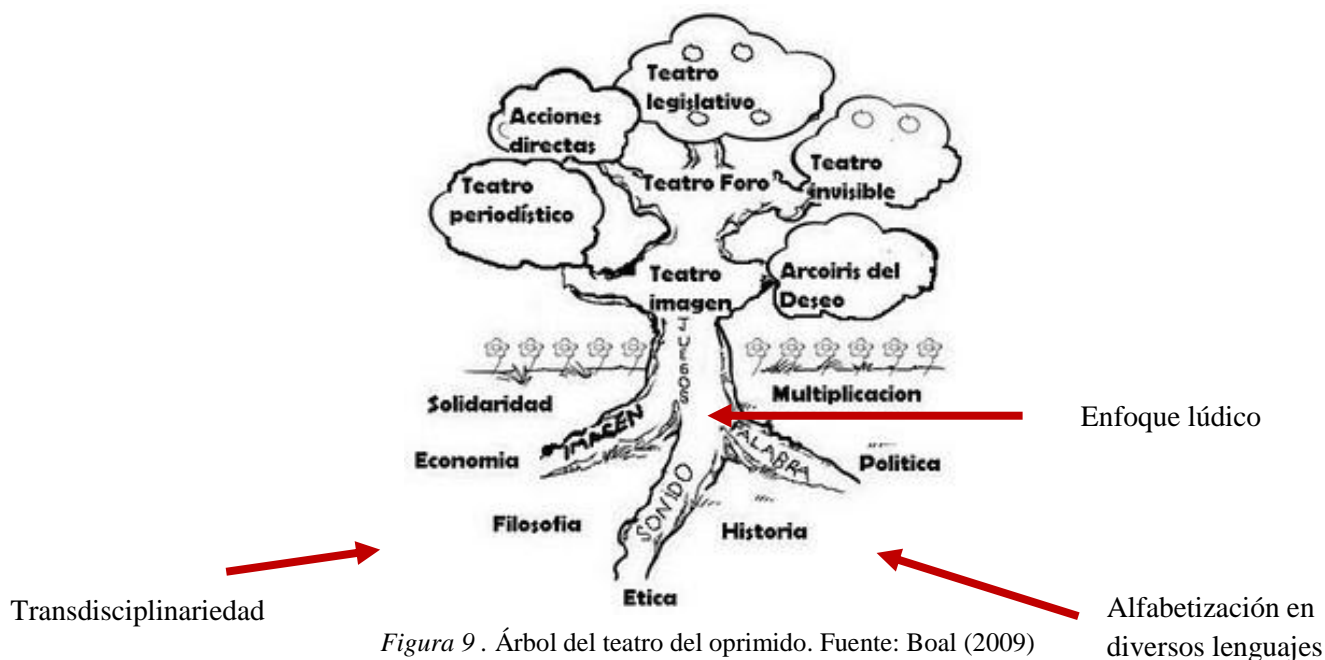 Teatro
legislativo
Acciones
directas
Teatro
invisible
Teatro Foro
Teatro
periodístico
Arcoiris del
Deseo
Teatro
imagen
JUEGOS
Solidaridad
Multiplicacion
Enfoque lúdico
IMAGEN
PALABRA
Economia
Politica
SONIDO
Filosofia
Historia
Etica
Transdisciplinariedad
Alfabetización en
diversos lenguajes
Figura 9 . Árbol del teatro del oprimido. Fuente: Boal (2009)